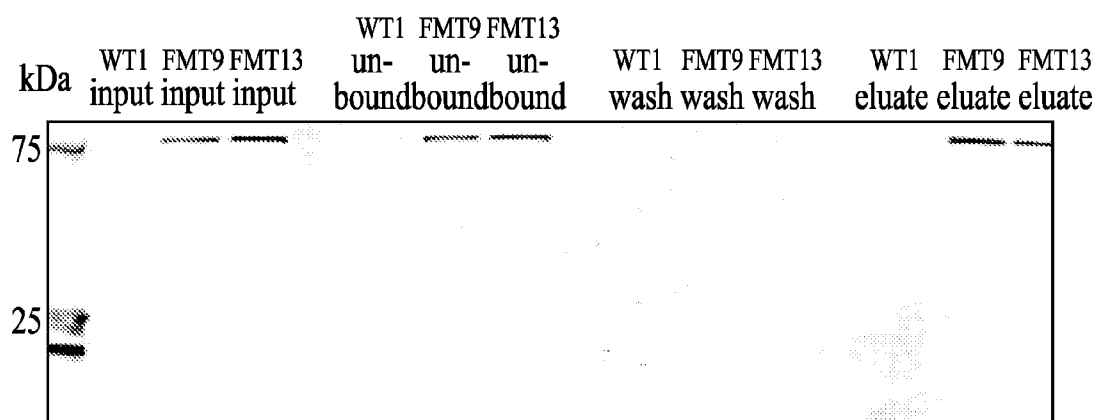 WT1 FMT9 FMT13
un- un- un-
WT1 FMT9 FMT13
WT1 FMT9 FMT13
WT1 FMT9 FMT13
kDa
input input input
boundboundbound
wash wash wash
eluate eluate eluate
75
25